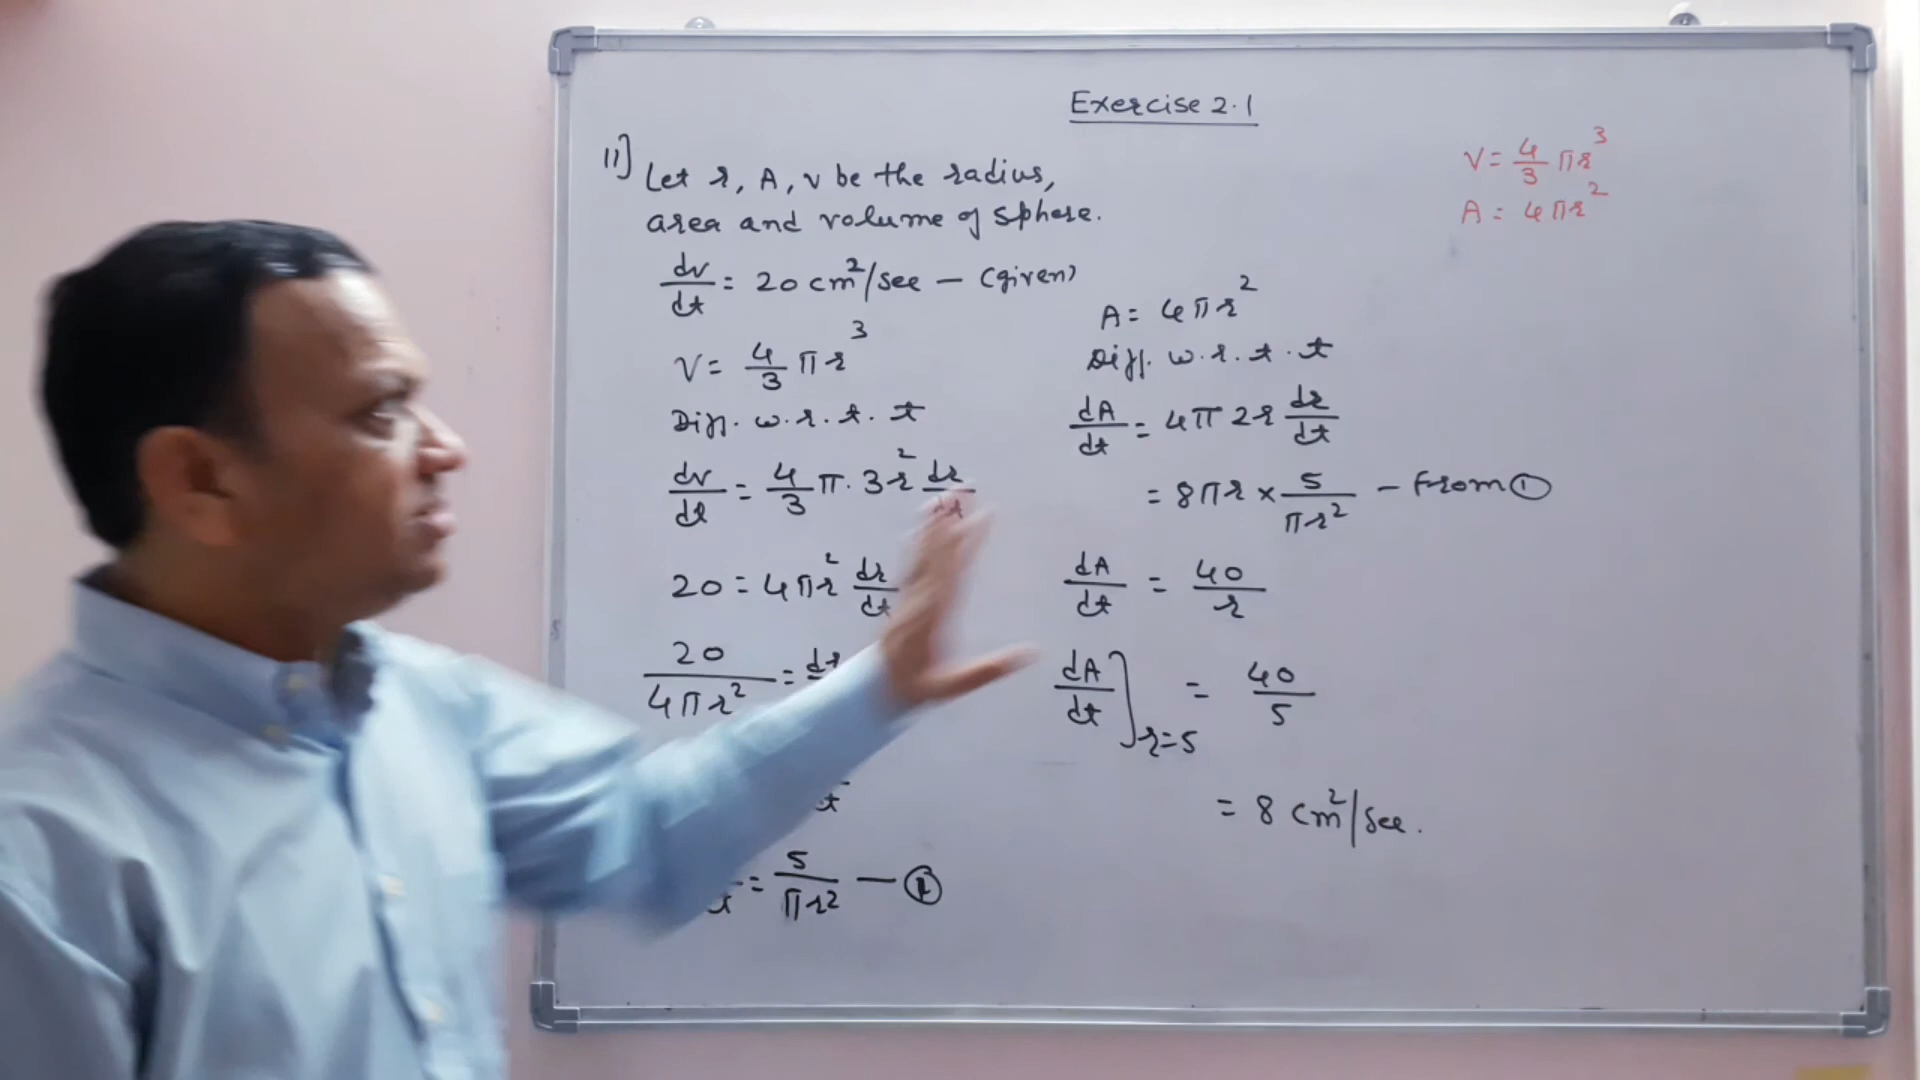 Exercise 2.1
11] Let r, A, v be the radius,
area and volume of sphere.
dv/dt = 20 cm²/sec — (given)
V = 4/3 πr³
Diff. w.r.t. t
dv/dt = 4/3 π. 3r² dr/dt
20 = 4πr² dr/dt
20/4πr² =
= 5/πr² — ①
A = 4πr²
Diff. w.r.t. t
dA/dt = 4π 2r dr/dt
= 8πr × 5/πr² — From ①
dA/dt = 40/r
dA/dt]r=5 = 40/5
= 8 cm²/sec.
V = 4/3 πr³
A = 4πr²